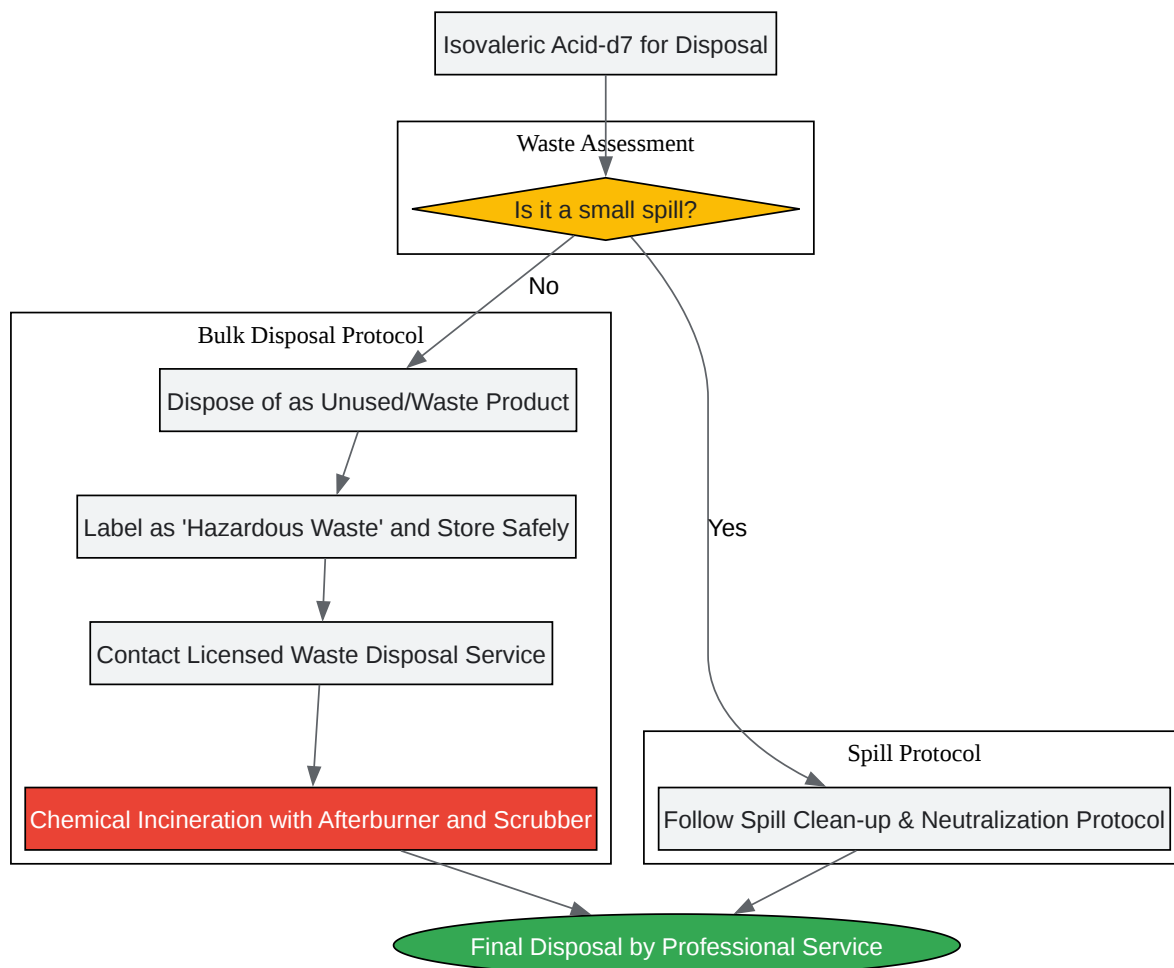 Isovaleric Acid-d7 for Disposal
Waste Assessment
Is it a small spill?
No
Bulk Disposal Protocol
Dispose of as Unused/Waste Product
Label as 'Hazardous Waste' and Store Safely
Yes
Contact Licensed Waste Disposal Service
Spill Protocol
Chemical Incineration with Afterburner and Scrubber
Follow Spill Clean-up & Neutralization Protocol
Final Disposal by Professional Service